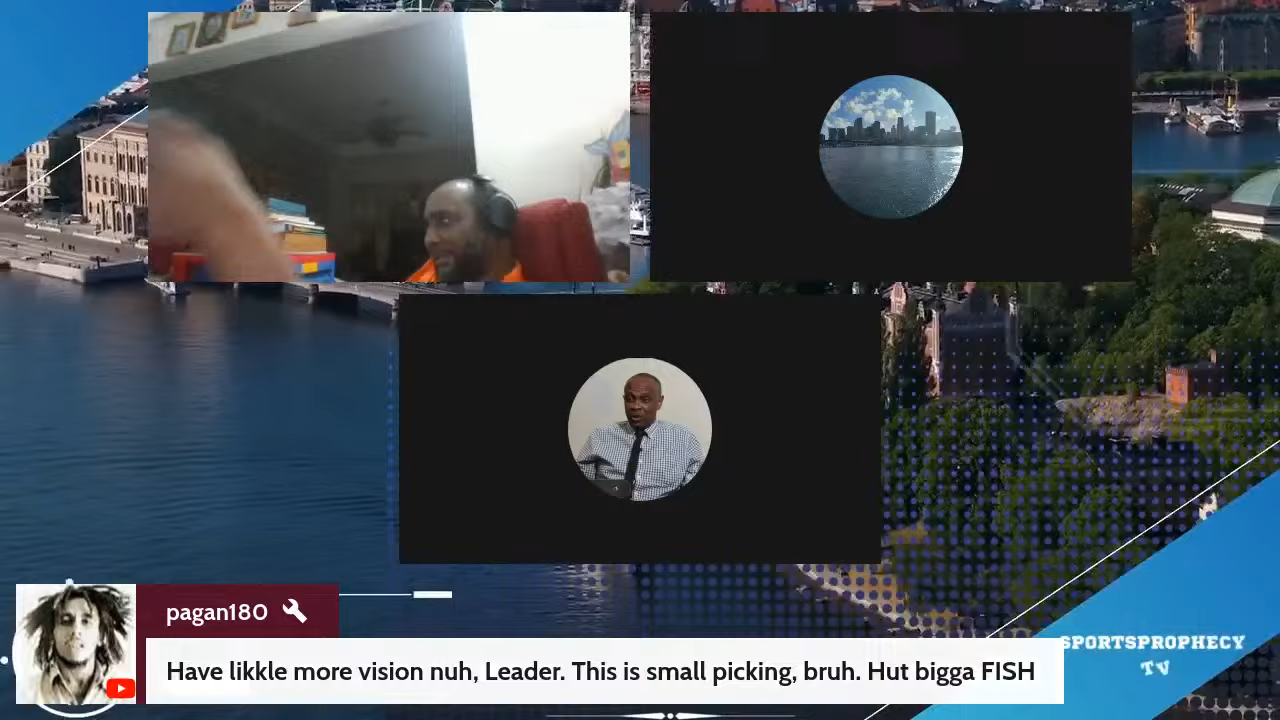 pagan180
Have likkle more vision nuh, Leader. This is small picking, bruh. Hut bigga FISH
SPORTSPROPHECY
TV